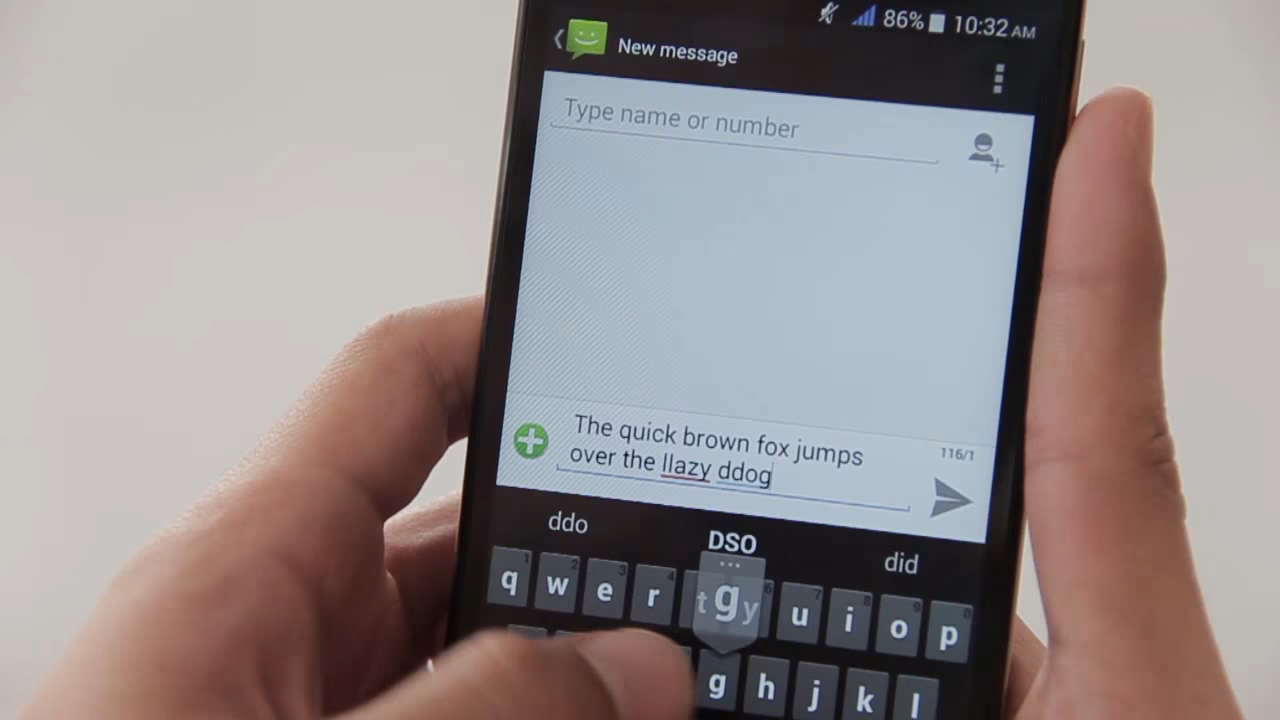 86% 10:32 AM
New message
Type name or number
The quick brown fox jumps
116/1
over the llazy ddog
ddo DSO did
q w e r t g y u i o p
g h j k l